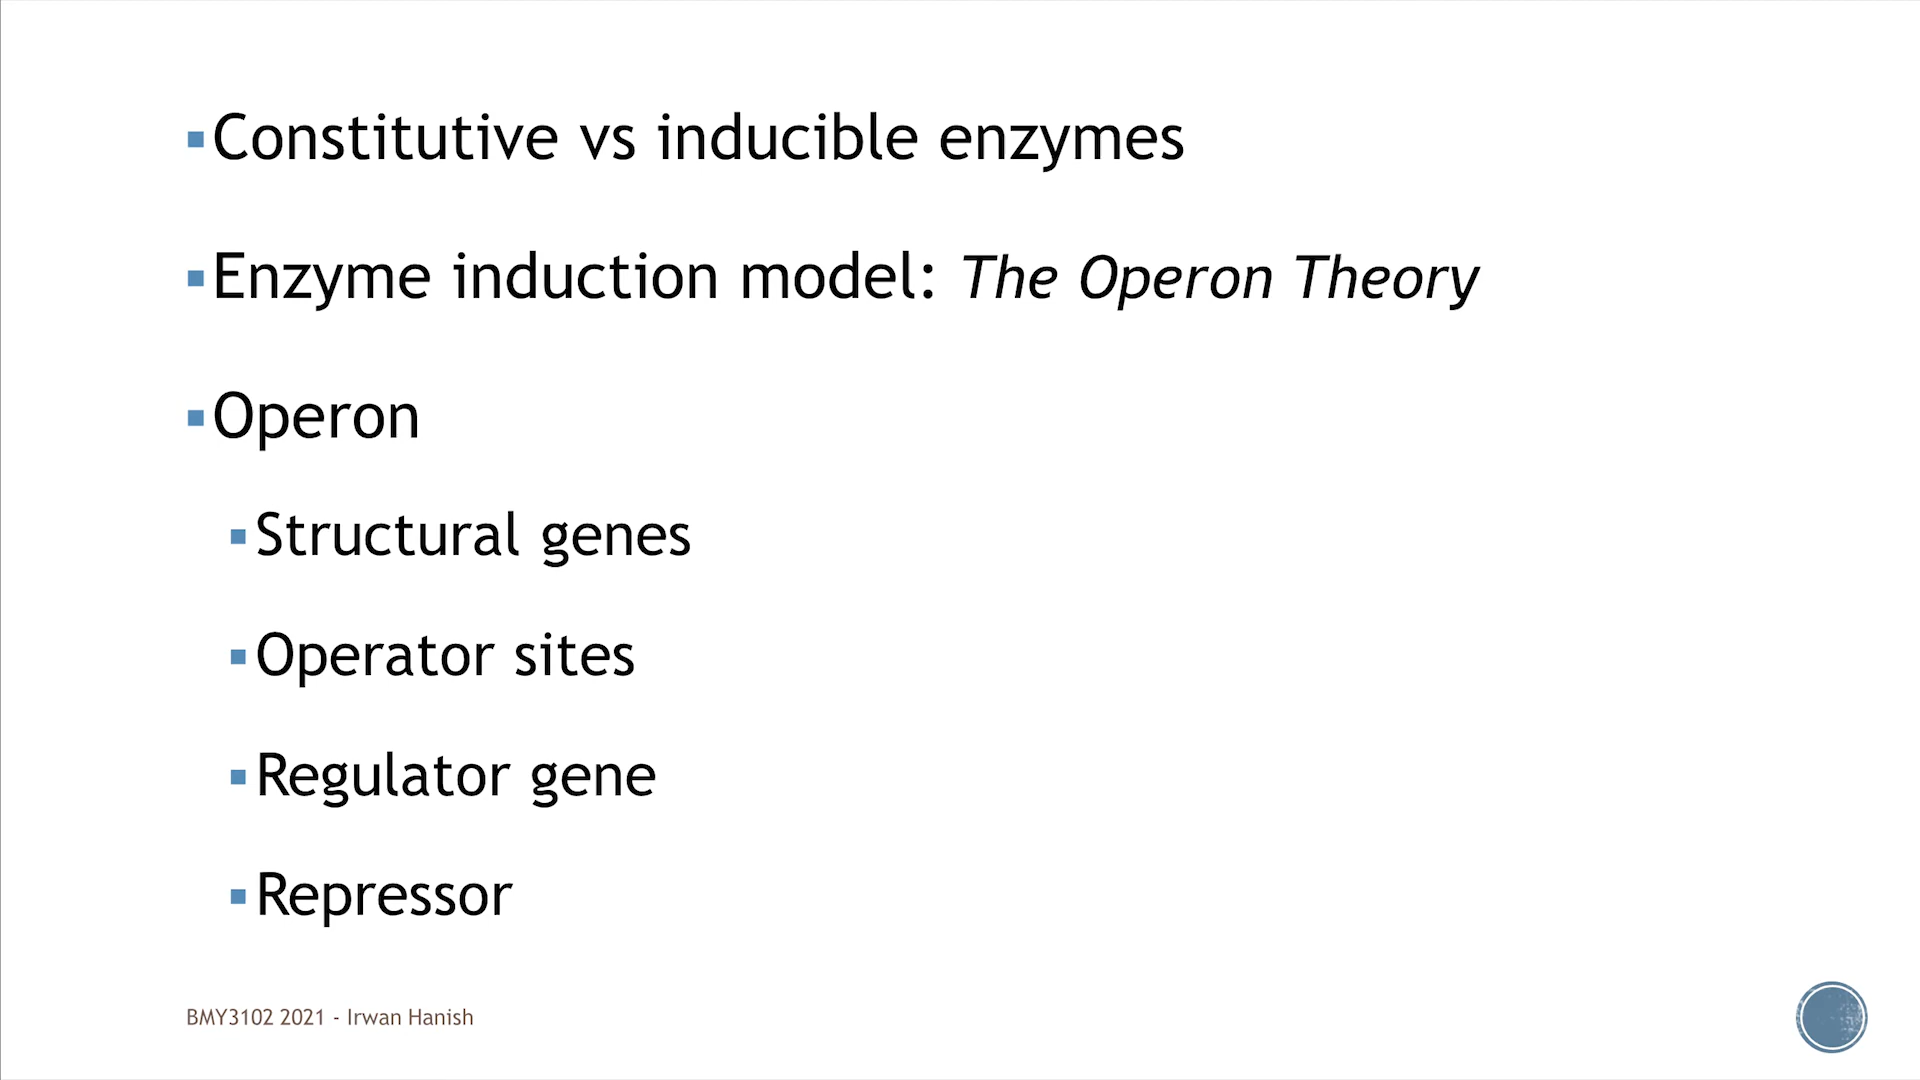 Constitutive vs inducible enzymes
Enzyme induction model: The Operon Theory
Operon
Structural genes
Operator sites
Regulator gene
Repressor
BMY3102 2021 - Irwan Hanish